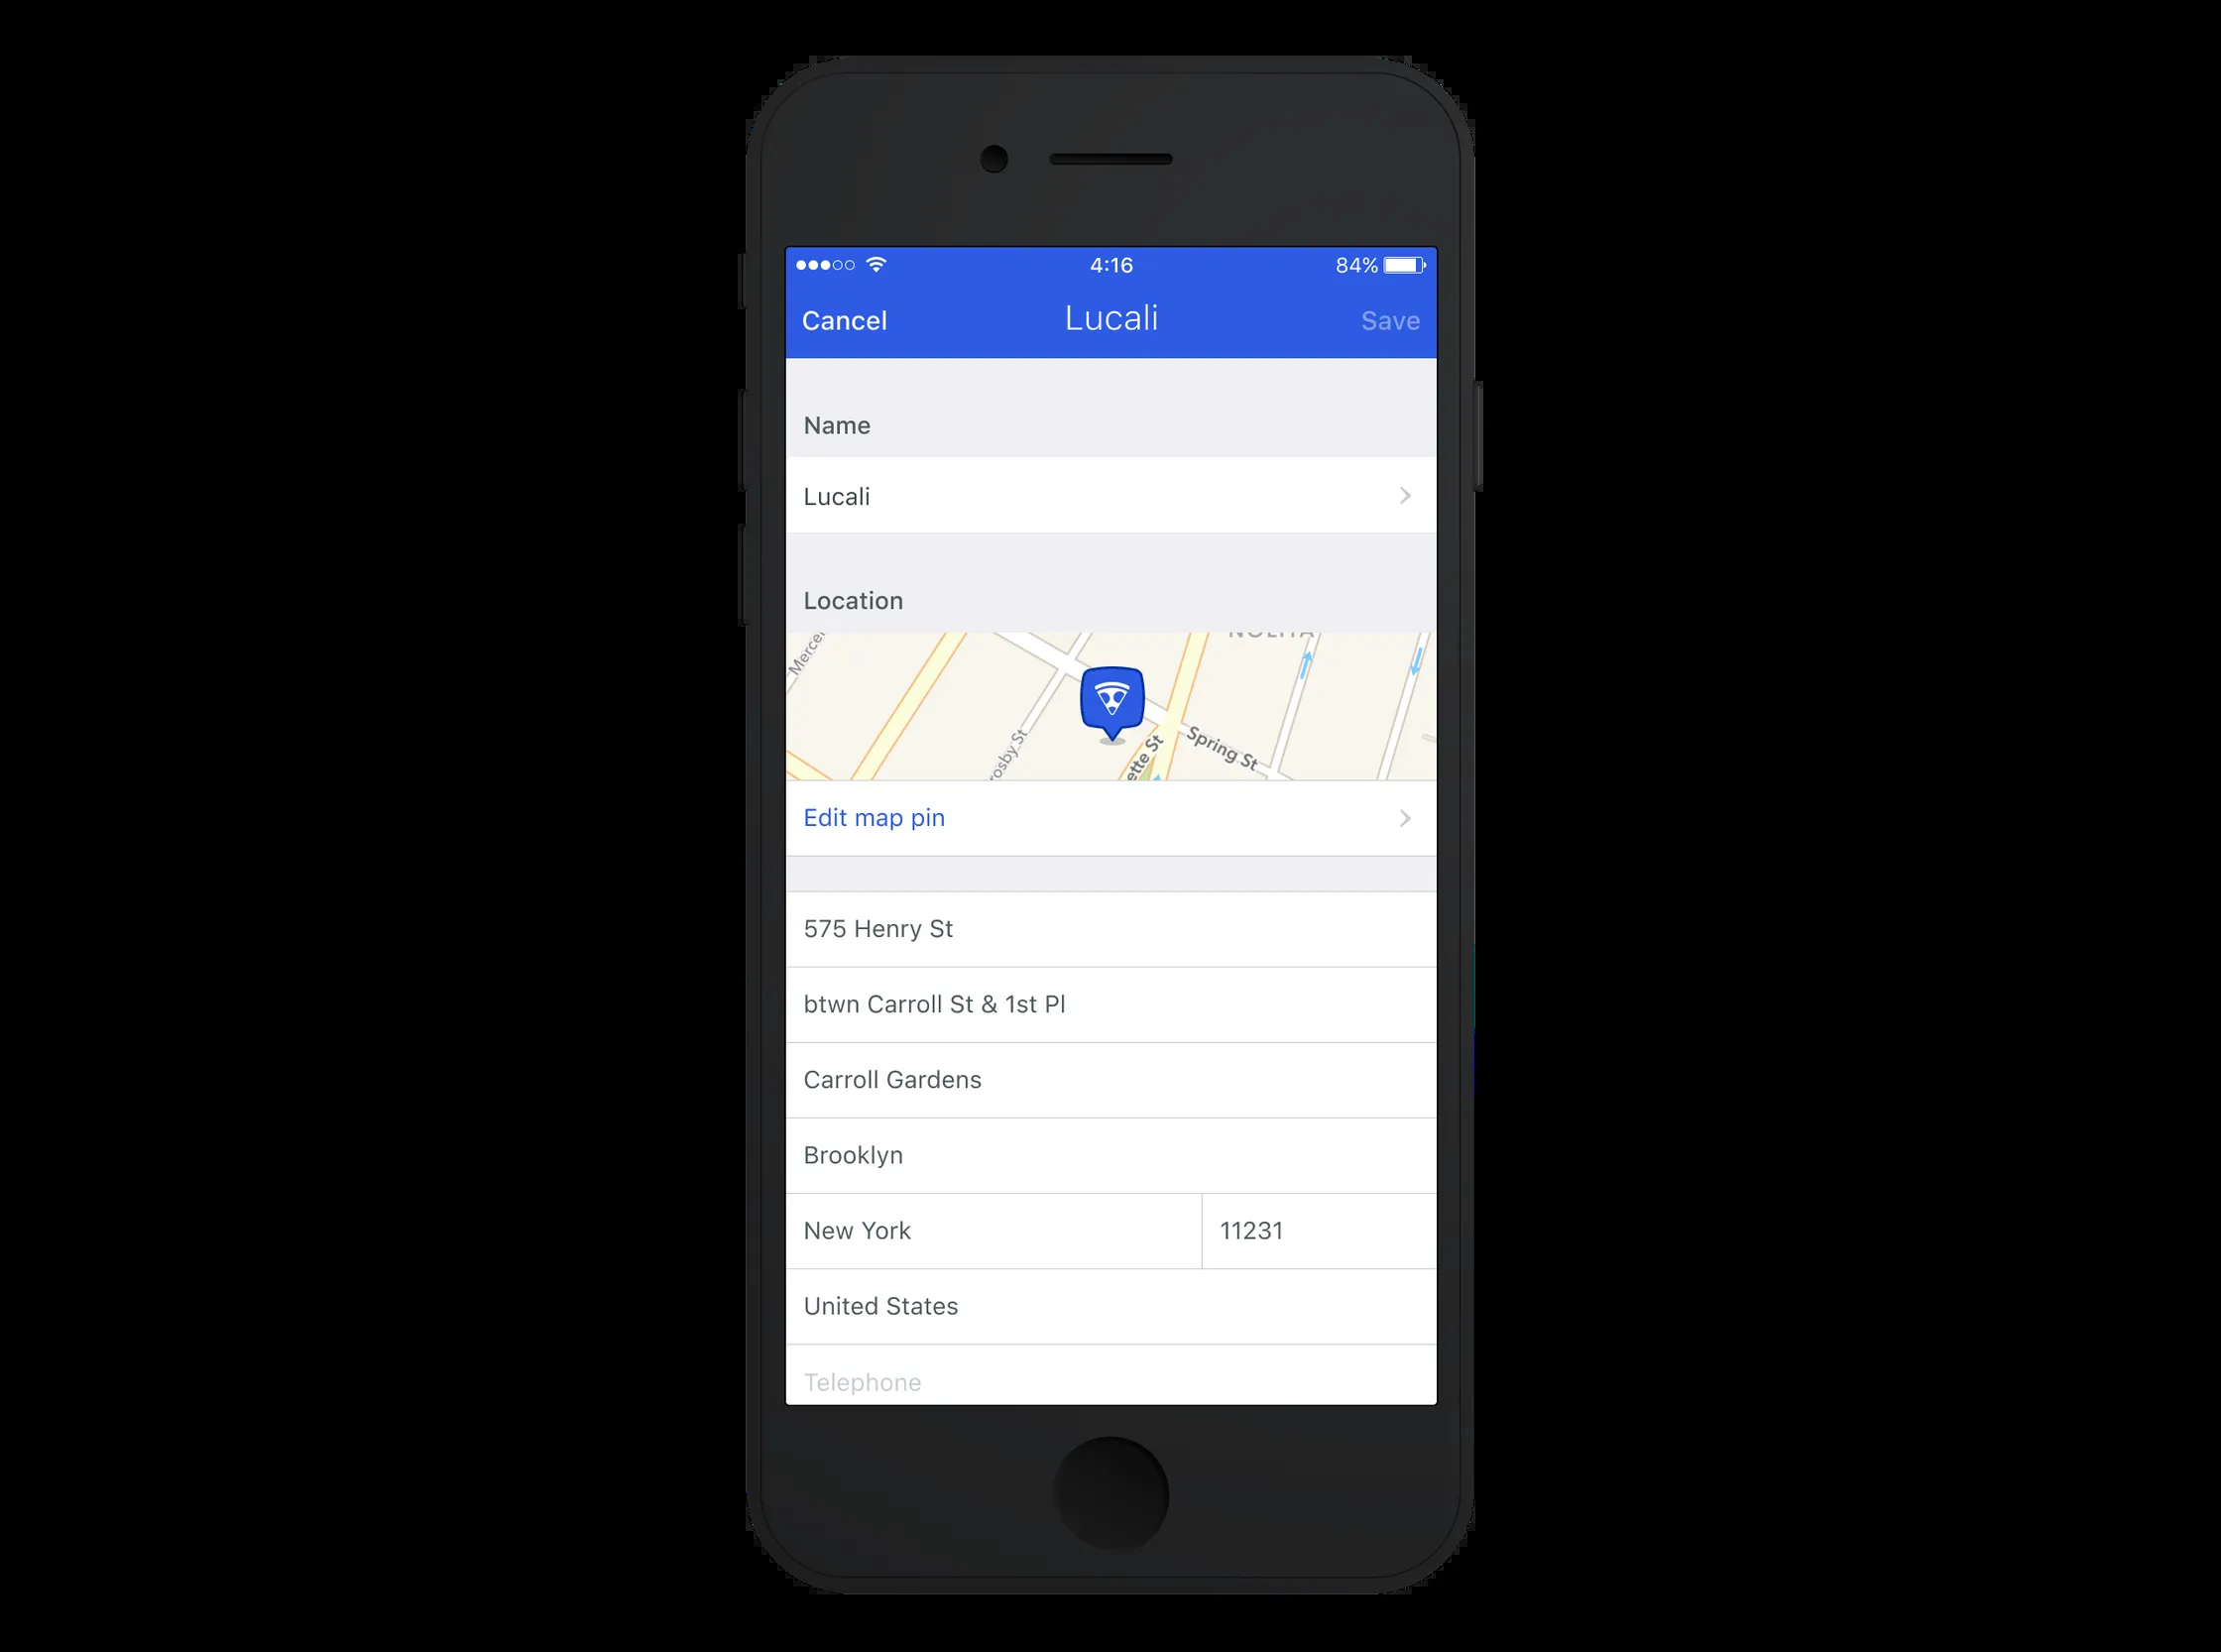 4:16
84%
Cancel
Lucali
Save
Name
Lucali
Location
NOLITA
Mercer
rosby St
ette St
Spring St
Edit map pin
575 Henry St
btwn Carroll St & 1st Pl
Carroll Gardens
Brooklyn
New York
11231
United States
Telephone